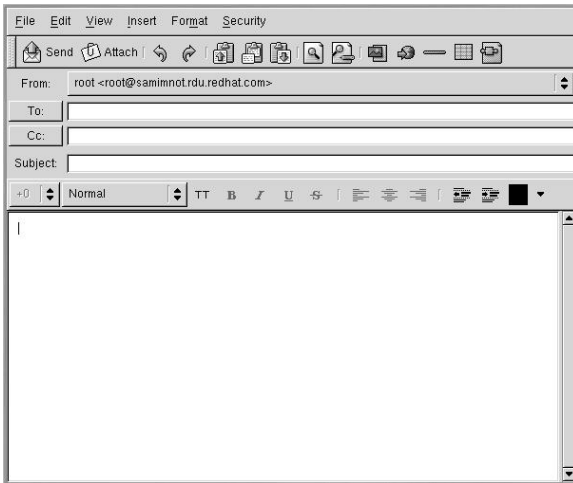 File Edit View Insert Format Security
Send Attach
From: root <root@samimnot.rdu.redhat.com>
To:
Cc:
Subject:
+0 Normal TT B I U S